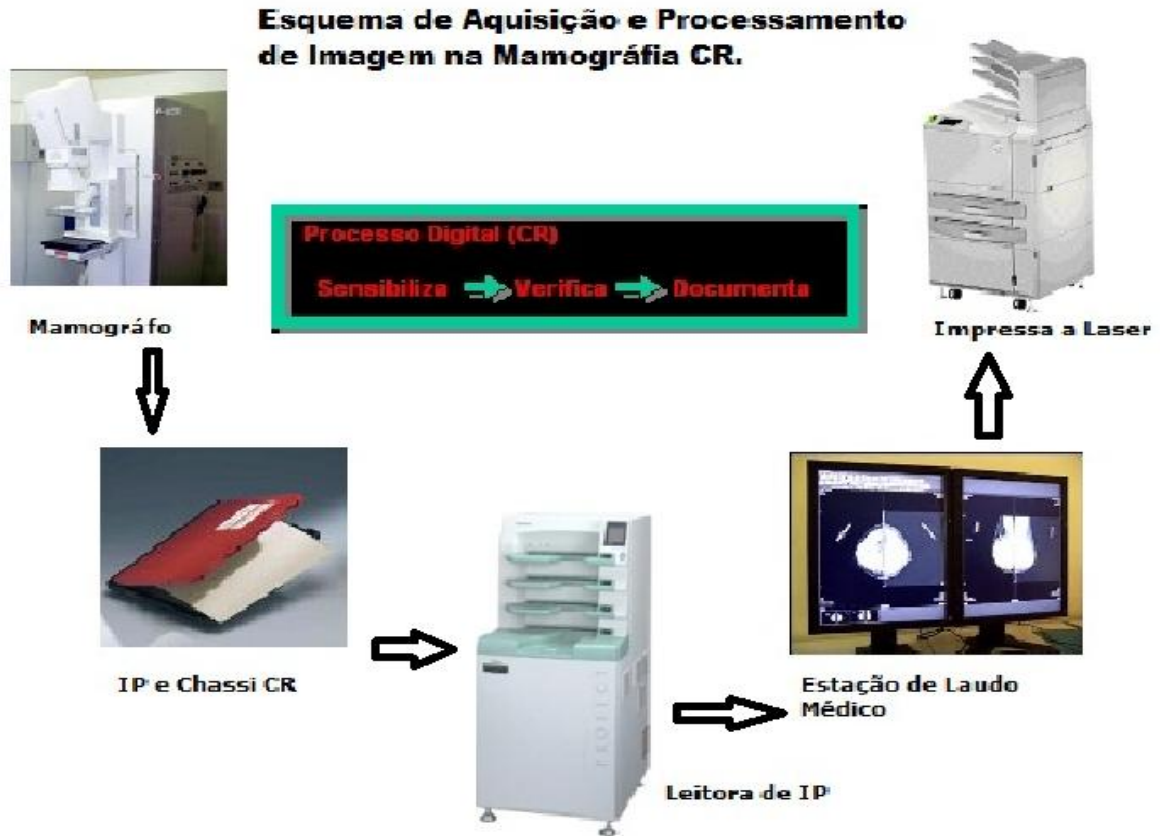 Esquema de Aquisição e Processamento
de Imagem na Mamográfia CR.
Processo Digital (CR)
Sensibiliza Verifica Documenta
Mamográfo
Impressa a Laser
IP e Chassi CR
Estação de Laudo
Médico
Leitora de IP